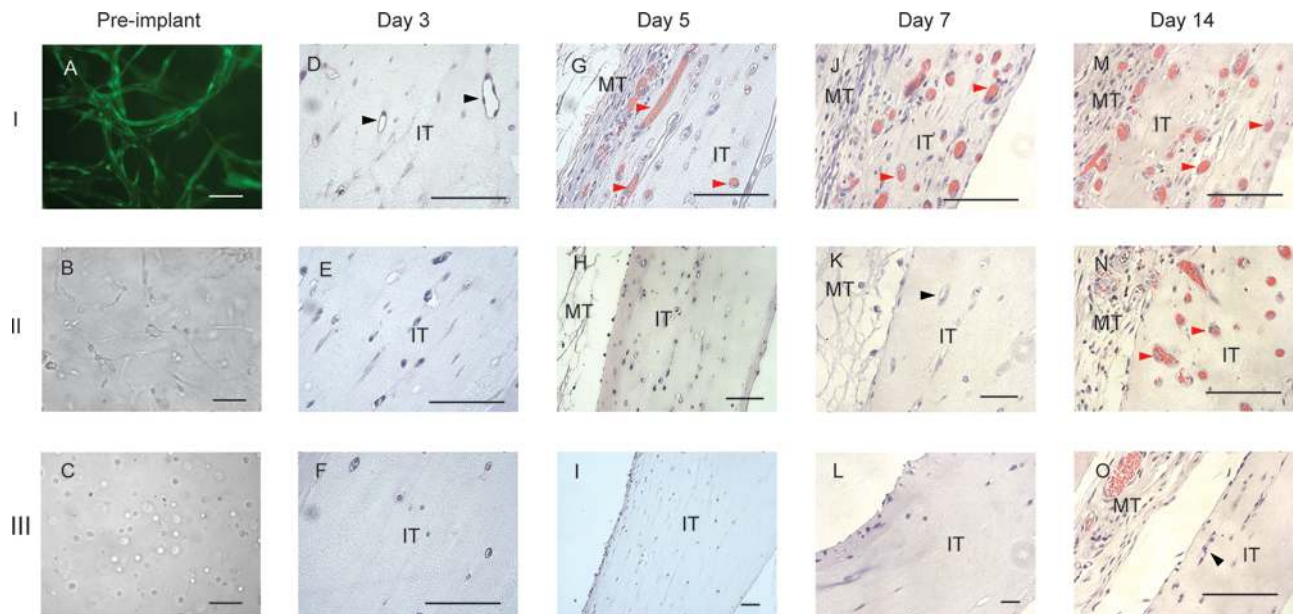 Pre-implant Day 3 Day 5 Day 7 Day 14
I A D IT G MT IT J MT IT M MT IT
II B E IT H MT IT K MT IT N MT IT
III C F IT I IT L IT O MT IT